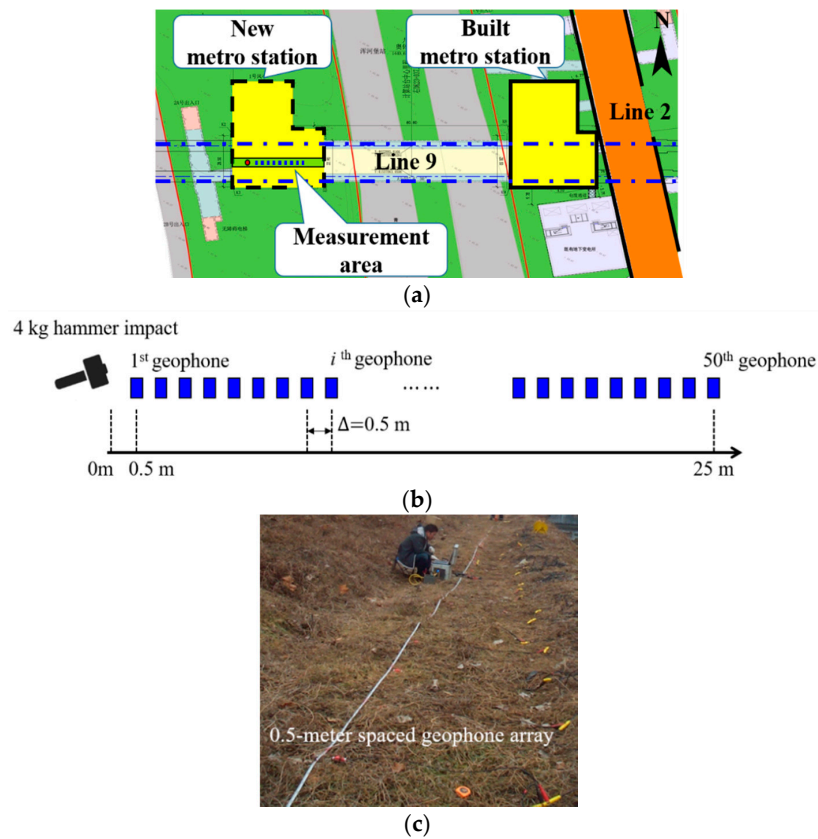 New
metro station
Built
metro station
N
Line 2
Line 9
Measurement
area
(a)
4 kg hammer impact
1st geophone
i th geophone
50th geophone
... ...
Δ=0.5 m
0m
0.5 m
25 m
(b)
0.5-meter spaced geophone array
(c)